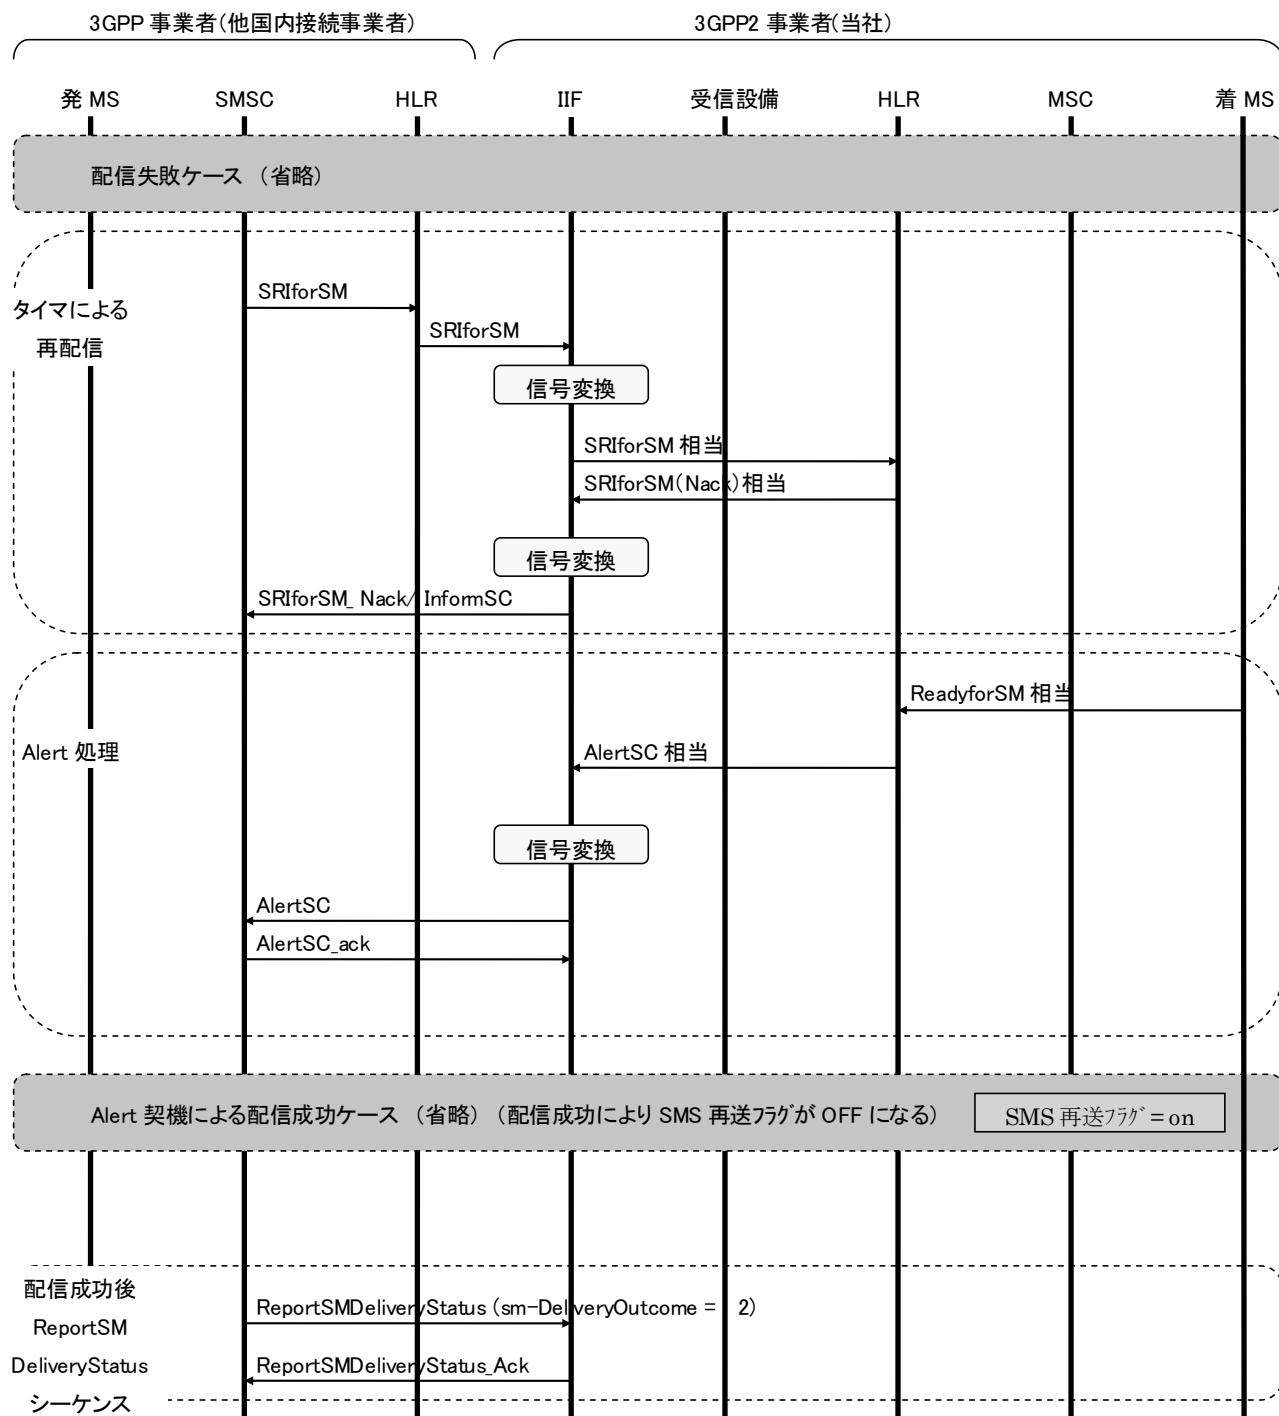 3GPP 事業者(他国内接続事業者)
3GPP2 事業者(当社)
発 MS
SMSC
HLR
IIF
受信設備
HLR
MSC
着 MS
配信失敗ケース （省略）
タイマによる
再配信
SRIforSM
SRIforSM
信号変換
SRIforSM 相当
SRIforSM(Nack)相当
信号変換
SRIforSM_ Nack/ InformSC
Alert 処理
ReadyforSM 相当
AlertSC 相当
信号変換
AlertSC
AlertSC_ack
Alert 契機による配信成功ケース （省略） （配信成功により SMS 再送フラグが OFF になる）
SMS 再送ﾌﾗｸﾞ=on
配信成功後
ReportSM
DeliveryStatus
シーケンス
ReportSMDeliveryStatus (sm-DeliveryOutcome = 2)
ReportSMDeliveryStatus_Ack